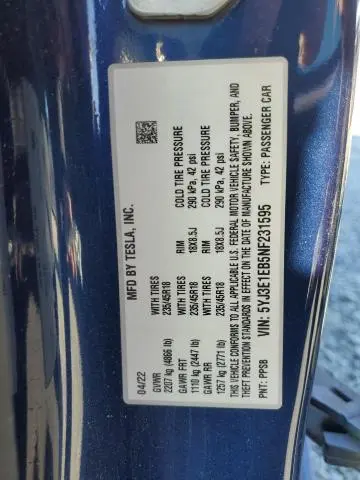 MFD BY TESLA, INC.
04/22
GVWR
2207 kg (4866 lb)
GAWR FRT
1110 kg (2447 lb)
GAWR RR
1257 kg (2771 lb)
WITH TIRES
235/45R18
WITH TIRES
235/45R18
WITH TIRES
235/45R18
RIM
18X8.5J
RIM
18X8.5J
COLD TIRE PRESSURE
290 kPa, 42 psi
COLD TIRE PRESSURE
290 kPa, 42 psi
THIS VEHICLE CONFORMS TO ALL APPLICABLE U.S. FEDERAL MOTOR VEHICLE SAFETY, BUMPER, AND
THEFT PREVENTION STANDARDS IN EFFECT ON THE DATE OF MANUFACTURE SHOWN ABOVE.
VIN: 5YJ3E1EB5NF231595
PNT: PPSB
TYPE: PASSENGER CAR